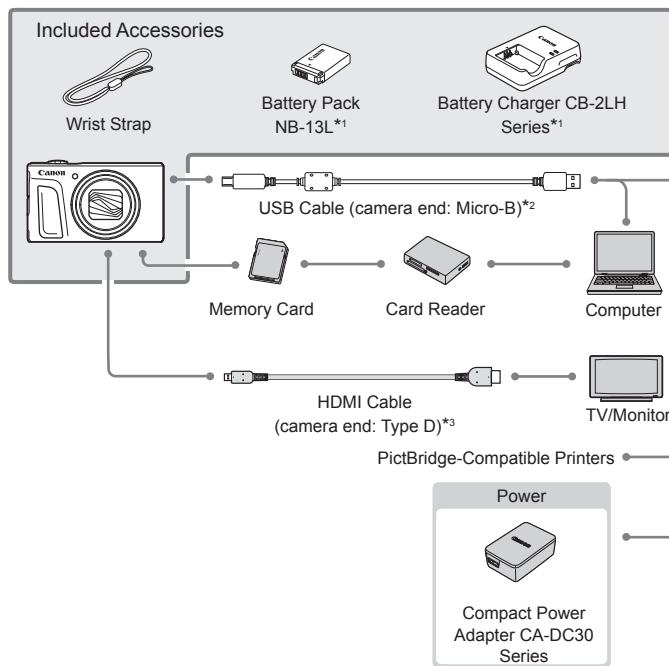 Included Accessories
Wrist Strap
Battery Pack
NB-13L*1
Battery Charger CB-2LH
Series*1
Canon
USB Cable (camera end: Micro-B)*2
Memory Card
Card Reader
Computer
HDMI Cable
(camera end: Type D)*3
TV/Monitor
PictBridge-Compatible Printers
Power
Compact Power
Adapter CA-DC30
Series